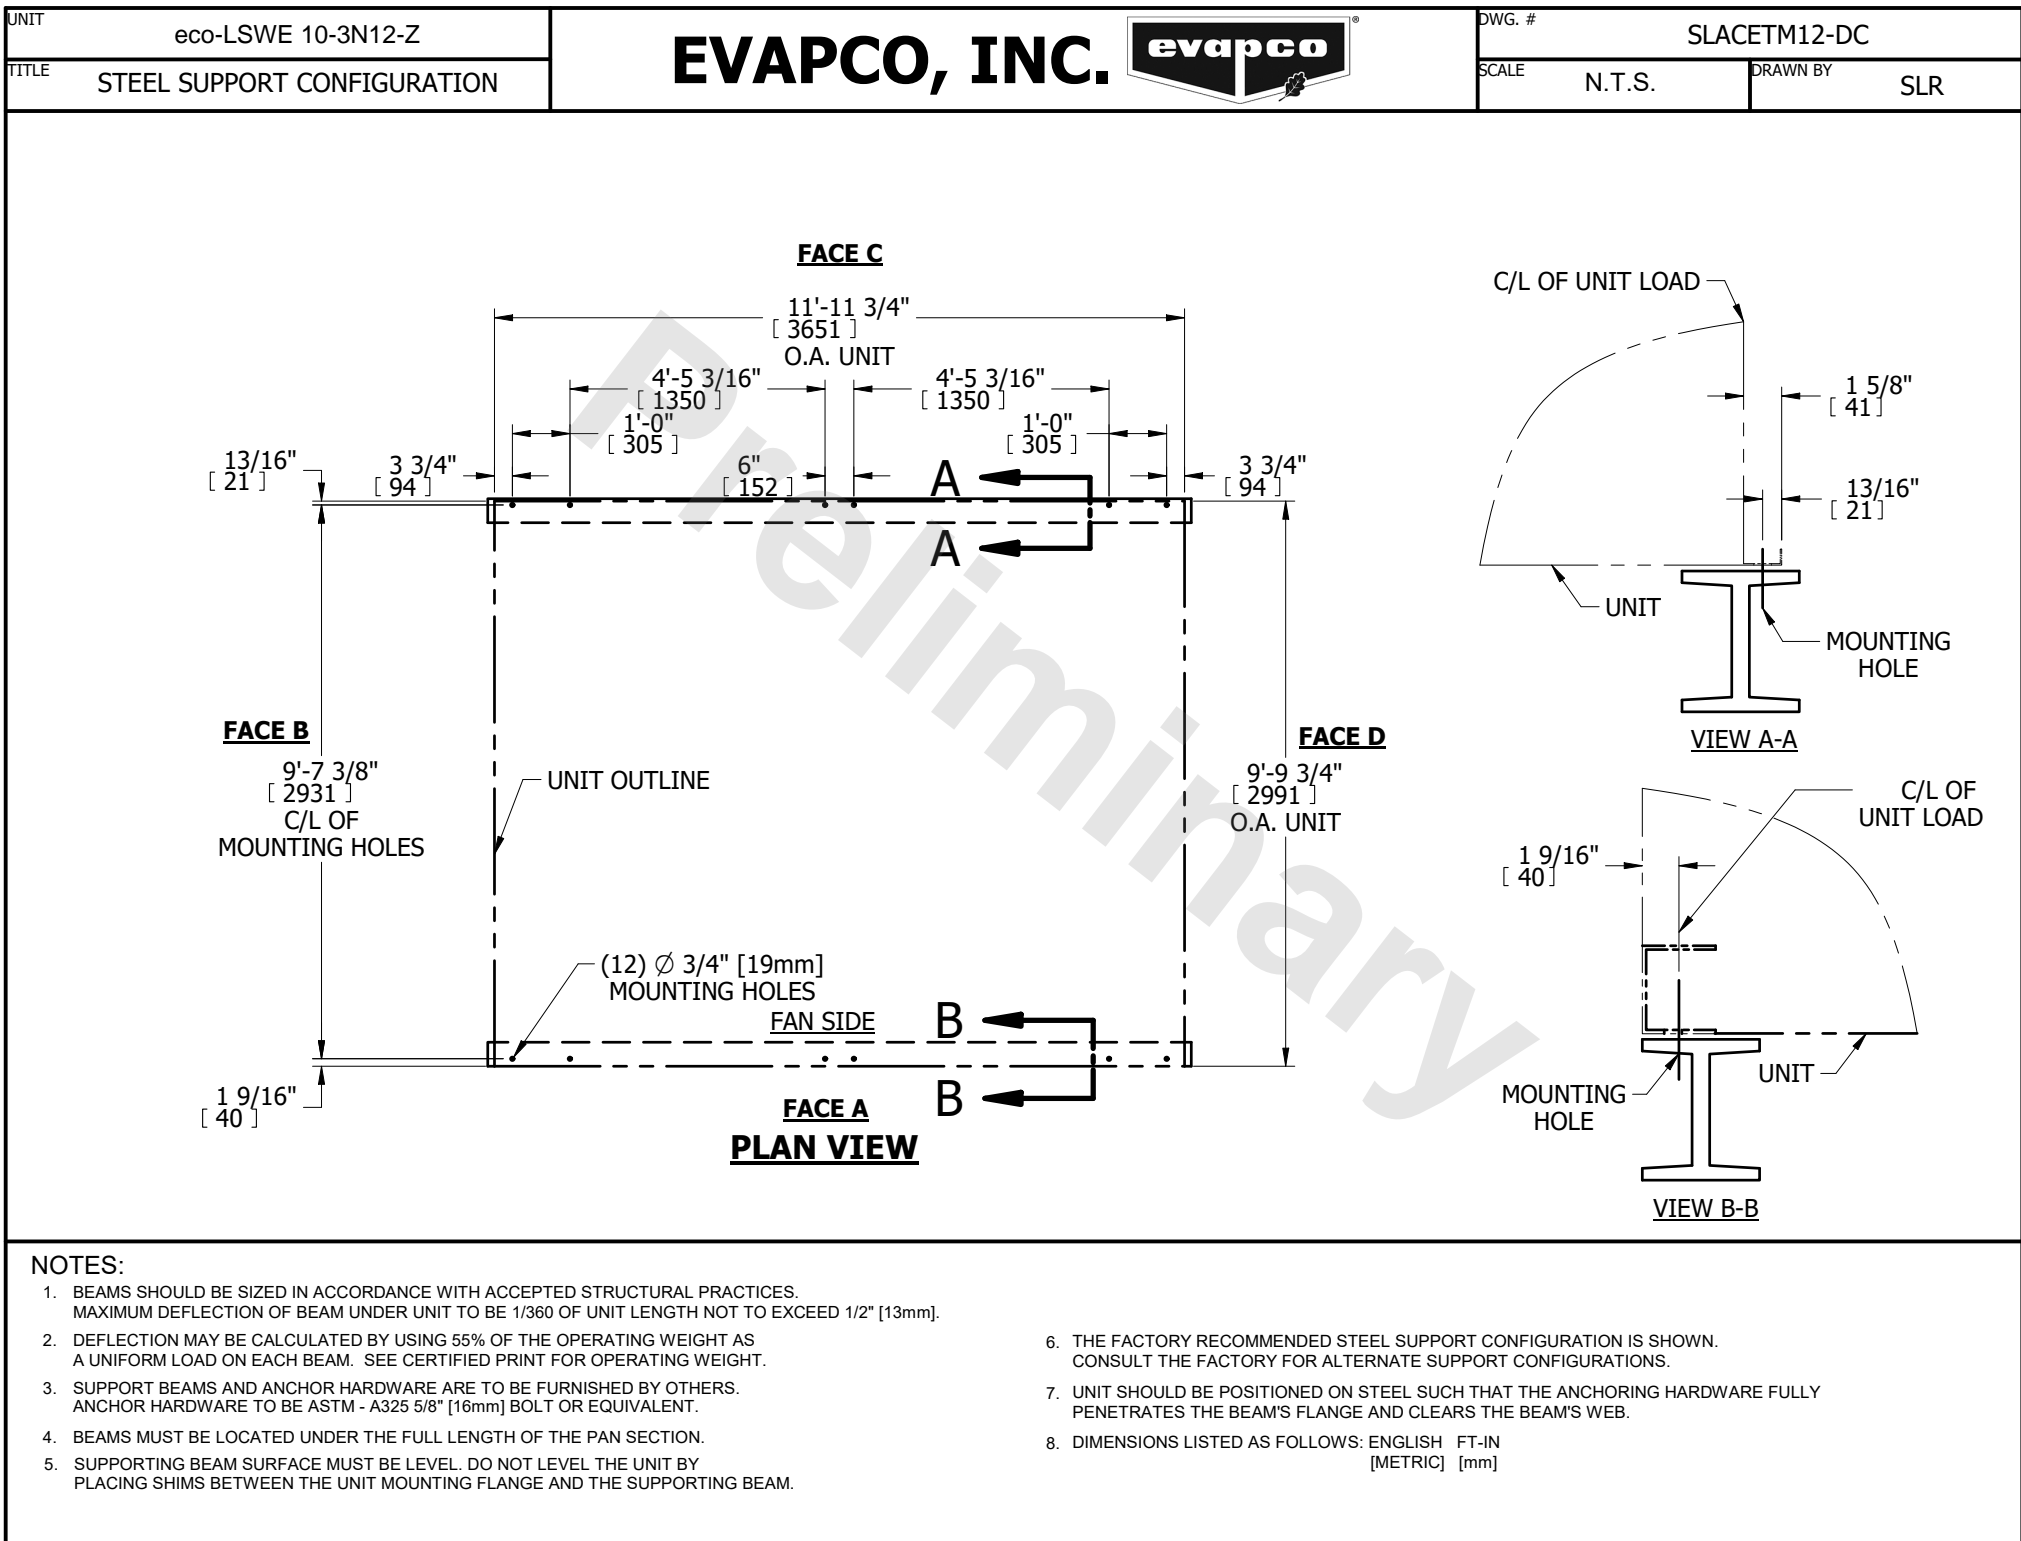 UNIT
eco-LSWE 10-3N12-Z
TITLE
STEEL SUPPORT CONFIGURATION
EVAPCO, INC.
evapco
®
DWG. #
SLACETM12-DC
SCALE
N.T.S.
DRAWN BY
SLR
Preliminary
FACE C
11'-11 3/4"
[ 3651 ]
O.A. UNIT
4'-5 3/16"
[ 1350 ]
4'-5 3/16"
[ 1350 ]
1'-0"
[ 305 ]
1'-0"
[ 305 ]
13/16"
[ 21 ]
3 3/4"
[ 94 ]
6"
[ 152 ]
A
3 3/4"
[ 94 ]
A
FACE B
9'-7 3/8"
[ 2931 ]
C/L OF
MOUNTING HOLES
UNIT OUTLINE
FACE D
9'-9 3/4"
[ 2991 ]
O.A. UNIT
(12) Ø 3/4" [19mm]
MOUNTING HOLES
FAN SIDE
B
B
1 9/16"
[ 40 ]
FACE A
PLAN VIEW
C/L OF UNIT LOAD
1 5/8"
[ 41 ]
13/16"
[ 21 ]
UNIT
MOUNTING
HOLE
VIEW A-A
C/L OF
UNIT LOAD
1 9/16"
[ 40 ]
UNIT
MOUNTING
HOLE
VIEW B-B
NOTES:
1. BEAMS SHOULD BE SIZED IN ACCORDANCE WITH ACCEPTED STRUCTURAL PRACTICES.
MAXIMUM DEFLECTION OF BEAM UNDER UNIT TO BE 1/360 OF UNIT LENGTH NOT TO EXCEED 1/2" [13mm].
2. DEFLECTION MAY BE CALCULATED BY USING 55% OF THE OPERATING WEIGHT AS
A UNIFORM LOAD ON EACH BEAM. SEE CERTIFIED PRINT FOR OPERATING WEIGHT.
3. SUPPORT BEAMS AND ANCHOR HARDWARE ARE TO BE FURNISHED BY OTHERS.
ANCHOR HARDWARE TO BE ASTM - A325 5/8" [16mm] BOLT OR EQUIVALENT.
4. BEAMS MUST BE LOCATED UNDER THE FULL LENGTH OF THE PAN SECTION.
5. SUPPORTING BEAM SURFACE MUST BE LEVEL. DO NOT LEVEL THE UNIT BY
PLACING SHIMS BETWEEN THE UNIT MOUNTING FLANGE AND THE SUPPORTING BEAM.
6. THE FACTORY RECOMMENDED STEEL SUPPORT CONFIGURATION IS SHOWN.
CONSULT THE FACTORY FOR ALTERNATE SUPPORT CONFIGURATIONS.
7. UNIT SHOULD BE POSITIONED ON STEEL SUCH THAT THE ANCHORING HARDWARE FULLY
PENETRATES THE BEAM'S FLANGE AND CLEARS THE BEAM'S WEB.
8. DIMENSIONS LISTED AS FOLLOWS: ENGLISH FT-IN
[METRIC] [mm]